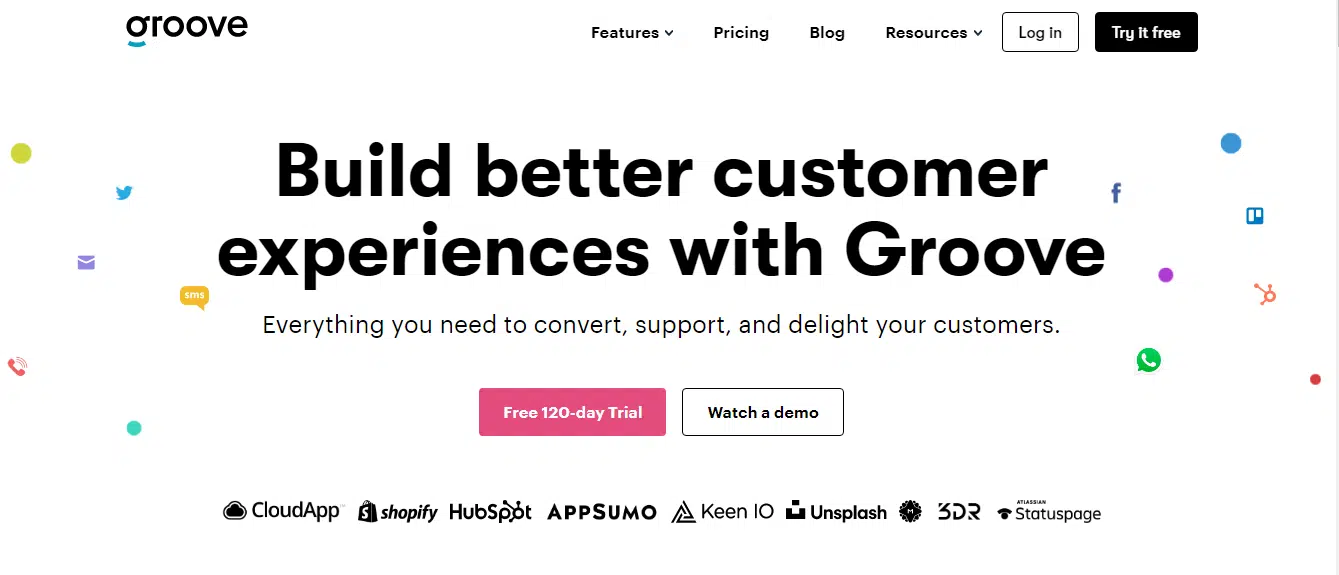 groove
Features
Pricing
Blog
Resources
Log in
Try it free
Build better customer
experiences with Groove
sms
Everything you need to convert, support, and delight your customers.
Free 120-day Trial
Watch a demo
CloudApp
shopify
HubSpot
APPSUMO
Keen IO
Unsplash
3DR
ATLASSIAN
Statuspage